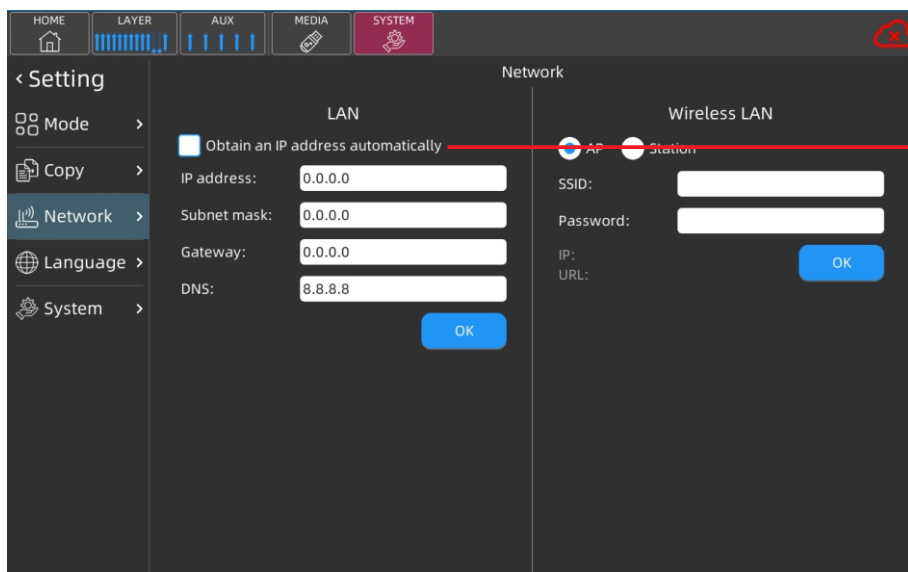 HOME LAYER AUX MEDIA SYSTEM
‹ Setting
Network
Mode ›
Copy ›
Network ›
Language ›
System ›
LAN
Obtain an IP address automatically
IP address: 0.0.0.0
Subnet mask: 0.0.0.0
Gateway: 0.0.0.0
DNS: 8.8.8.8
OK
Wireless LAN
AP Station
SSID:
Password:
IP:
URL:
OK